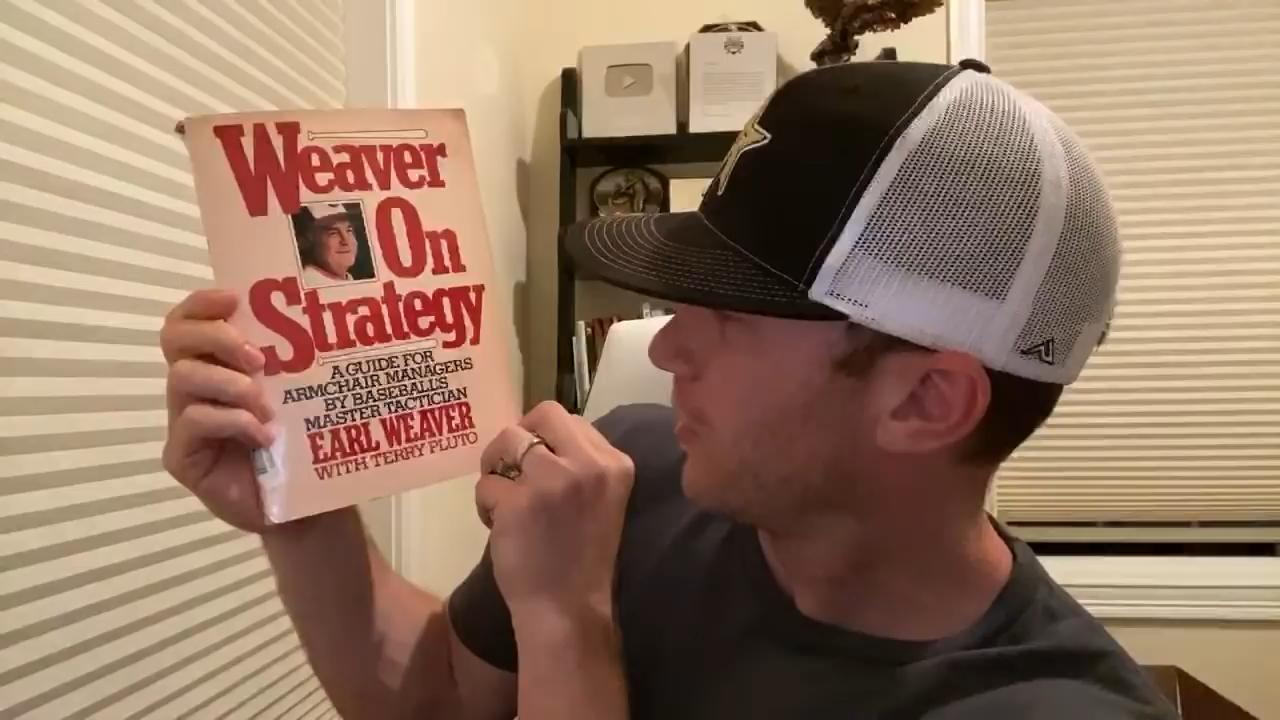 Weaver
On
Strategy
A GUIDE FOR
ARMCHAIR MANAGERS
BY BASEBALL'S
MASTER TACTICIAN
EARL WEAVER
WITH TERRY PLUTO